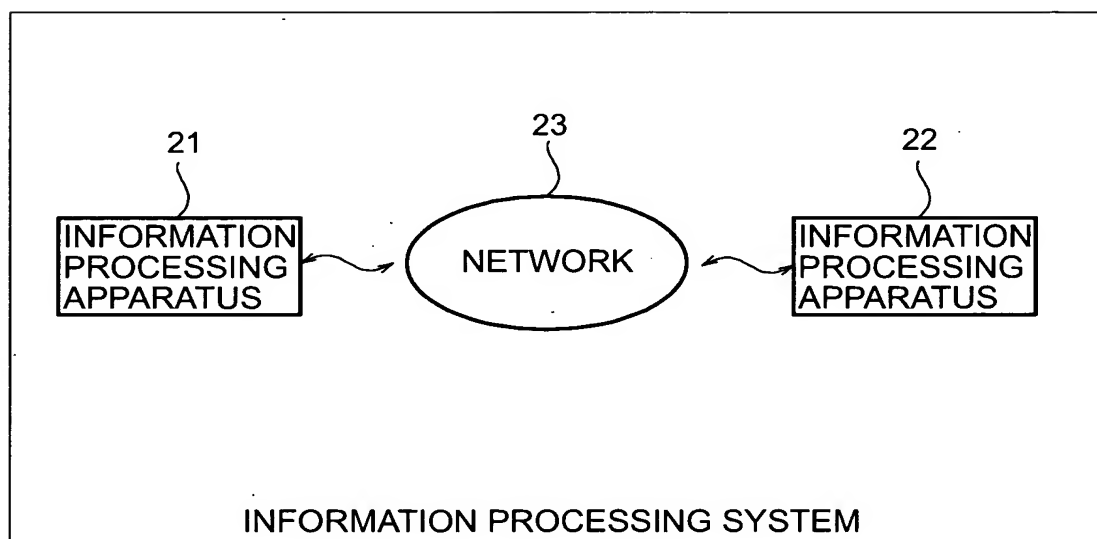 21
23
22
INFORMATION
PROCESSING
APPARATUS
NETWORK
INFORMATION
PROCESSING
APPARATUS
INFORMATION PROCESSING SYSTEM